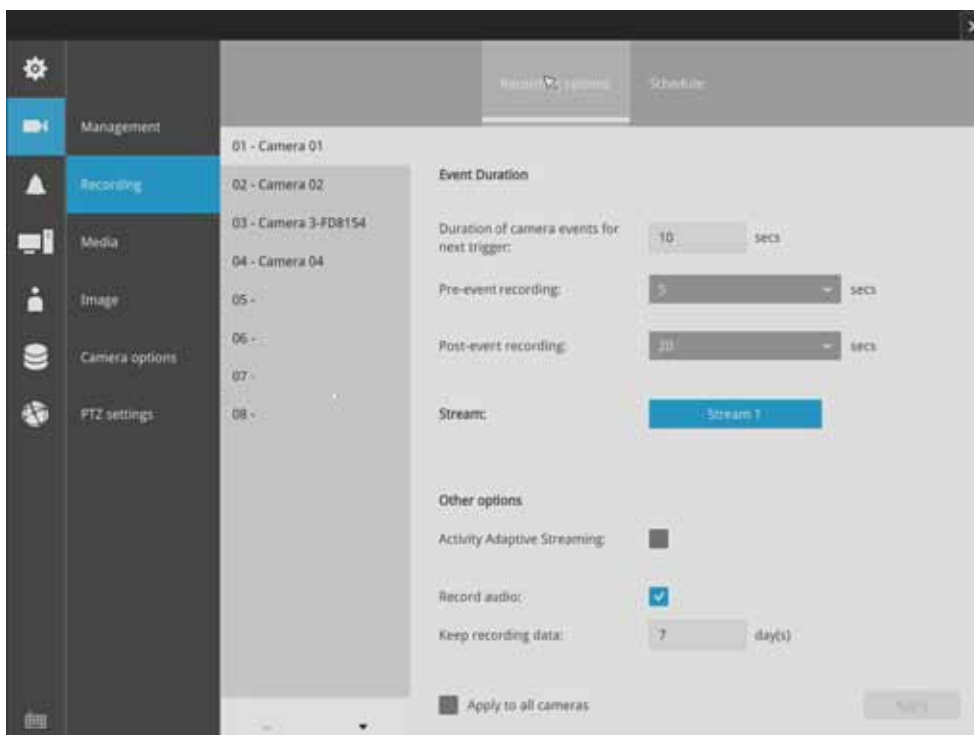 Recording options
Schedule
Management
Recording
Media
Image
Camera options
PTZ settings
01 - Camera 01
02 - Camera 02
03 - Camera 3-FD8154
04 - Camera 04
05 -
06 -
07 -
08 -
Event Duration
Duration of camera events for
next trigger:
10 secs
Pre-event recording:
5 secs
Post-event recording:
20 secs
Stream:
Stream 1
Other options
Activity Adaptive Streaming:
Record audio:
Keep recording data:
7 day(s)
Apply to all cameras
Apply